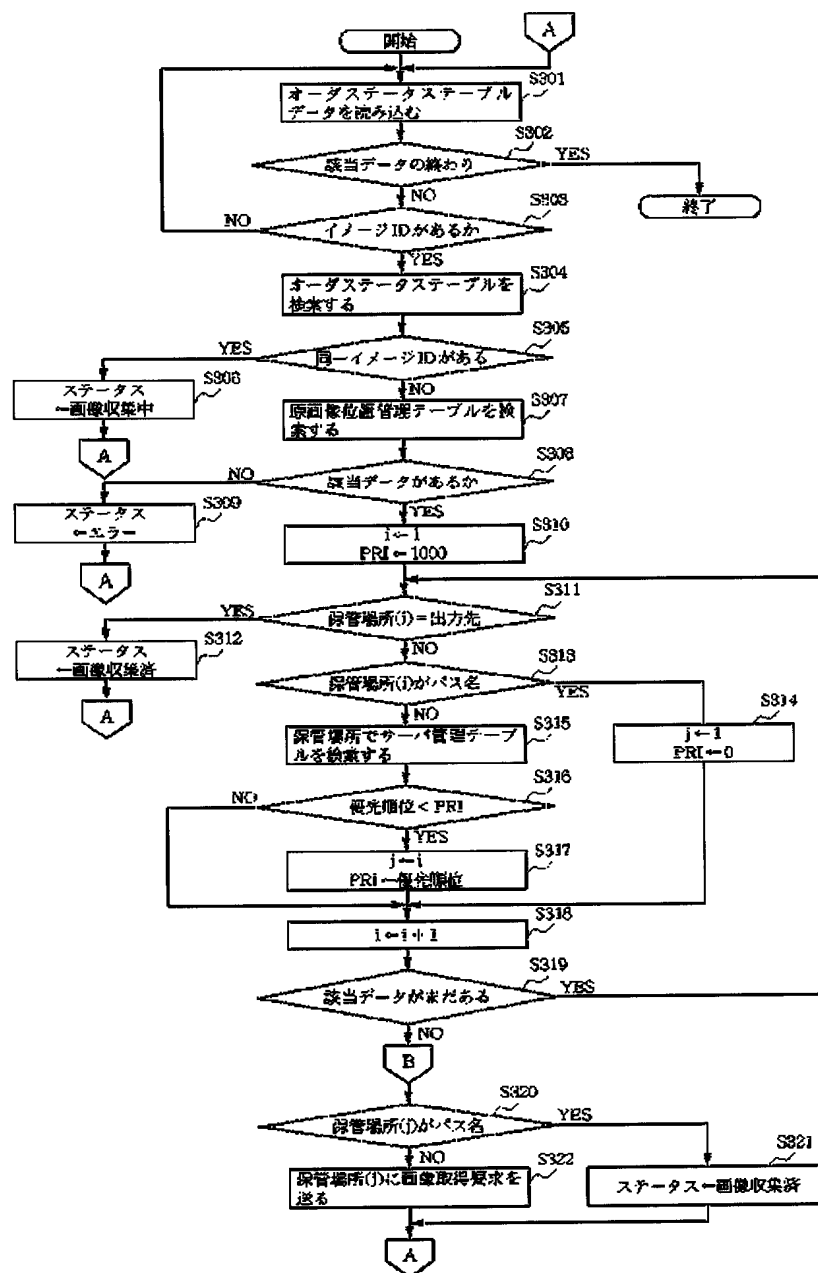 開始
A
S301
オーダステータステーブル
データを読み込む
S302
該当データの終わり
YES
NO
終了
S303
イメージIDがあるか
NO
YES
S304
オーダステータステーブルを
検索する
S305
同一イメージIDがある
YES
NO
S306
ステータス
←画像収集中
A
S307
原画像位置管理テーブルを検
索する
S308
該当データがあるか
NO
YES
S309
ステータス
←エラー
A
S310
i←1
PRI←1000
S311
保管場所(i)=出力先
YES
NO
S312
ステータス
←画像収集済
A
S313
保管場所(i)がパス名
YES
NO
S314
j←1
PRI←0
S315
保管場所でサーバ管理テーブ
ルを検索する
S316
優先順位<PRI
NO
YES
S317
j←i
PRI←優先順位
S318
i←i+1
S319
該当データがまだある
YES
NO
B
S320
保管場所(j)がパス名
YES
NO
S321
ステータス←画像収集済
S322
保管場所(j)に画像取得要求を
送る
A